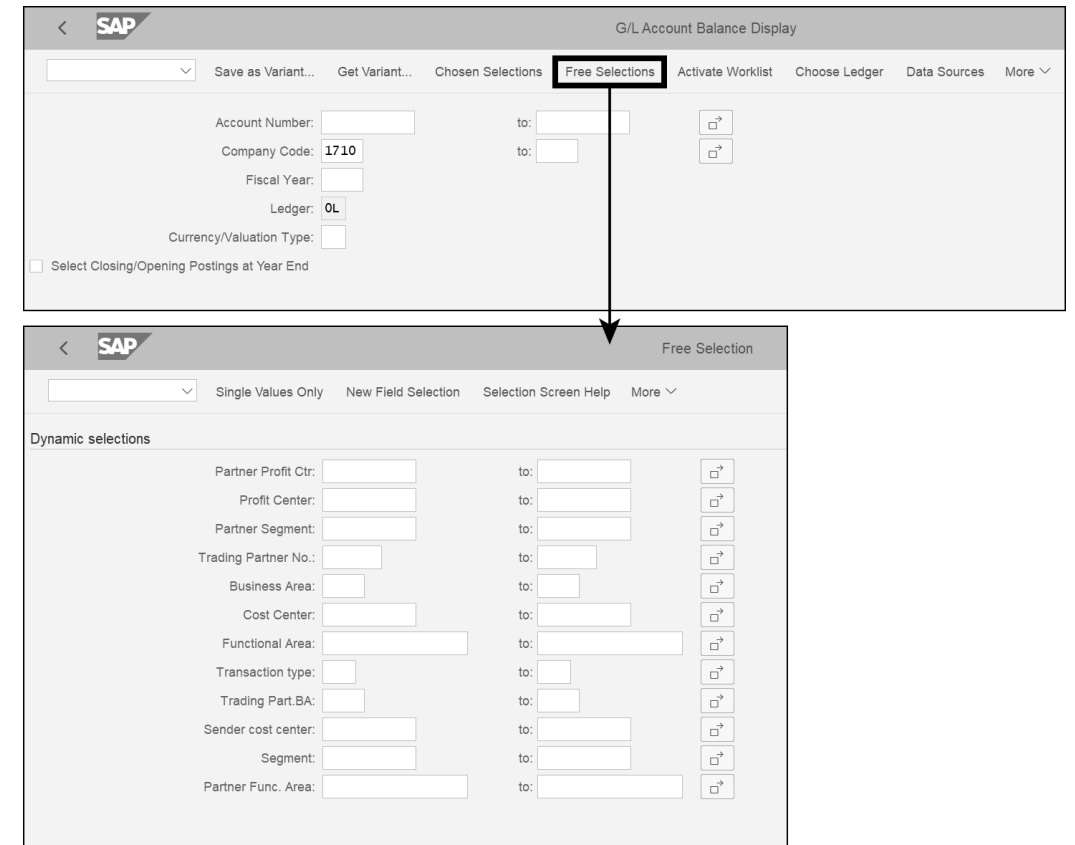 SAP G/L Account Balance Display
Save as Variant... Get Variant... Chosen Selections Free Selections Activate Worklist Choose Ledger Data Sources More
Account Number: to:
Company Code: 1710 to:
Fiscal Year:
Ledger: 0L
Currency/Valuation Type:
Select Closing/Opening Postings at Year End
SAP Free Selection
Single Values Only New Field Selection Selection Screen Help More
Dynamic selections
Partner Profit Ctr: to:
Profit Center: to:
Partner Segment: to:
Trading Partner No.: to:
Business Area: to:
Cost Center: to:
Functional Area: to:
Transaction type: to:
Trading Part.BA: to:
Sender cost center: to:
Segment: to:
Partner Func. Area: to: